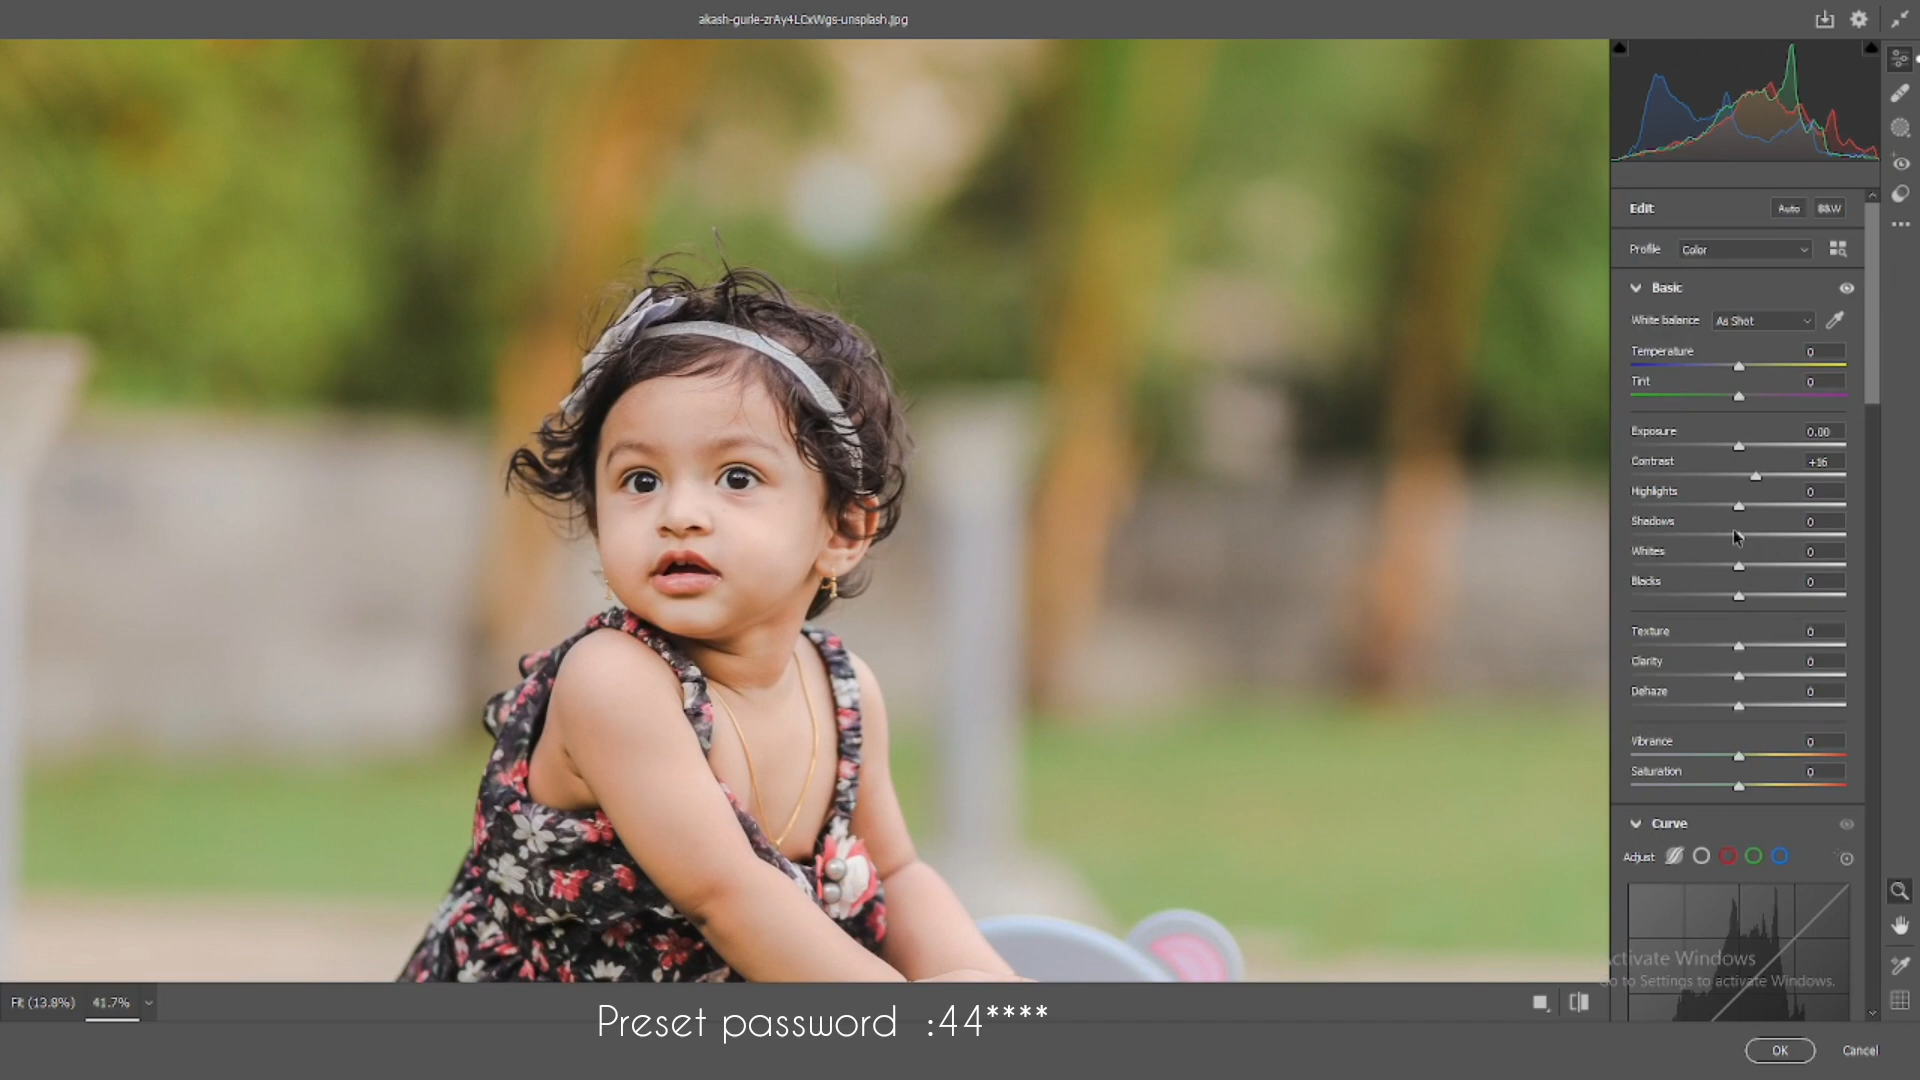 akash-gurle-zrAy4LCxWgs-unsplash.jpg
Edit
Auto
B&W
Profile
Color
Basic
White balance
As Shot
Temperature
0
Tint
0
Exposure
0.00
Contrast
+16
Highlights
0
Shadows
0
Whites
0
Blacks
0
Texture
0
Clarity
0
Dehaze
0
Vibrance
0
Saturation
0
Curve
Adjust
Activate Windows
Go to Settings to activate Windows.
Fit (13.8%)
41.7%
Preset password :44****
OK
Cancel